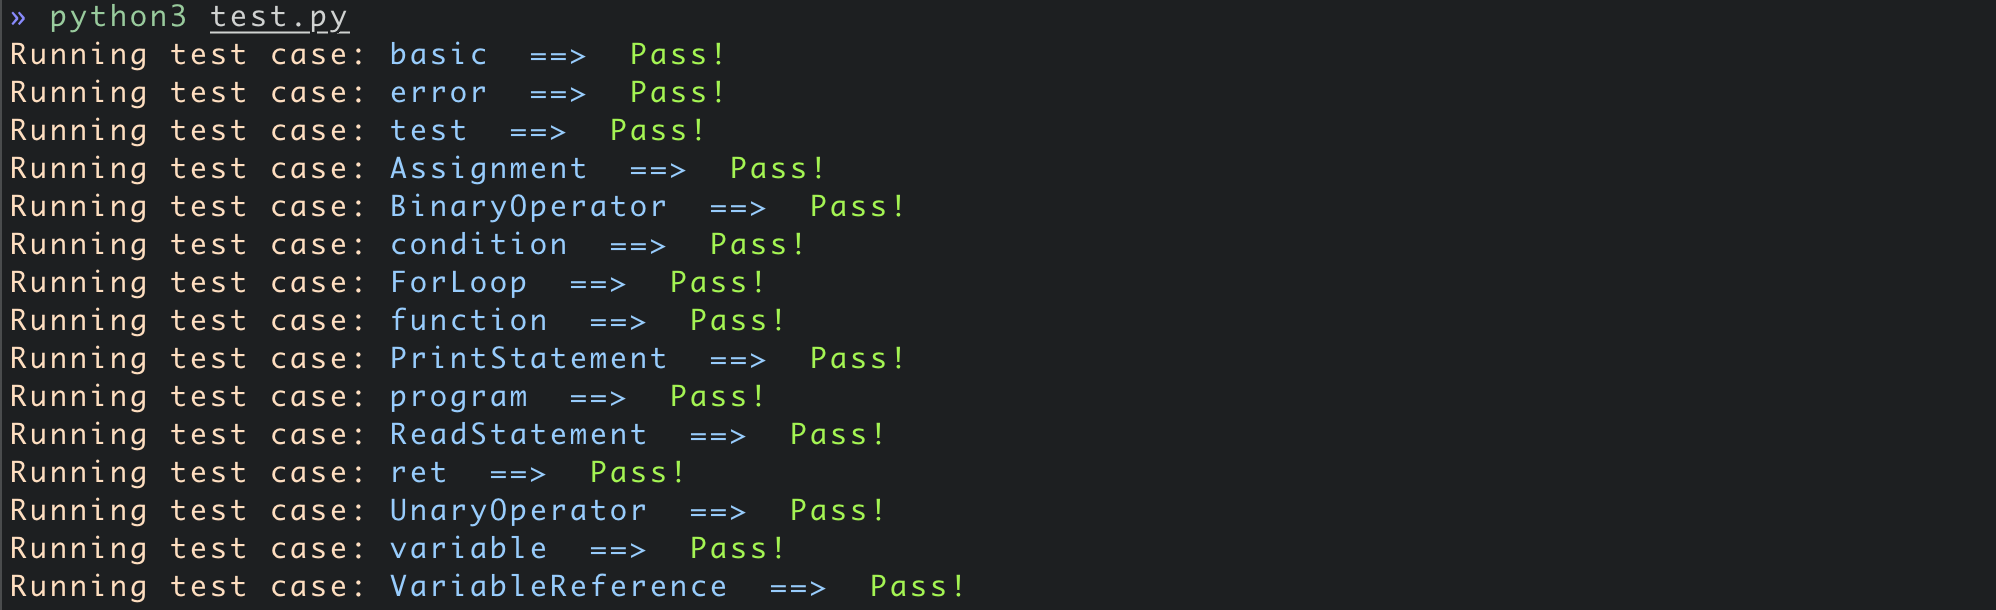 » python3 test.py
Running test case: basic  ==>  Pass!
Running test case: error  ==>  Pass!
Running test case: test  ==>  Pass!
Running test case: Assignment  ==>  Pass!
Running test case: BinaryOperator  ==>  Pass!
Running test case: condition  ==>  Pass!
Running test case: ForLoop  ==>  Pass!
Running test case: function  ==>  Pass!
Running test case: PrintStatement  ==>  Pass!
Running test case: program  ==>  Pass!
Running test case: ReadStatement  ==>  Pass!
Running test case: ret  ==>  Pass!
Running test case: UnaryOperator  ==>  Pass!
Running test case: variable  ==>  Pass!
Running test case: VariableReference  ==>  Pass!